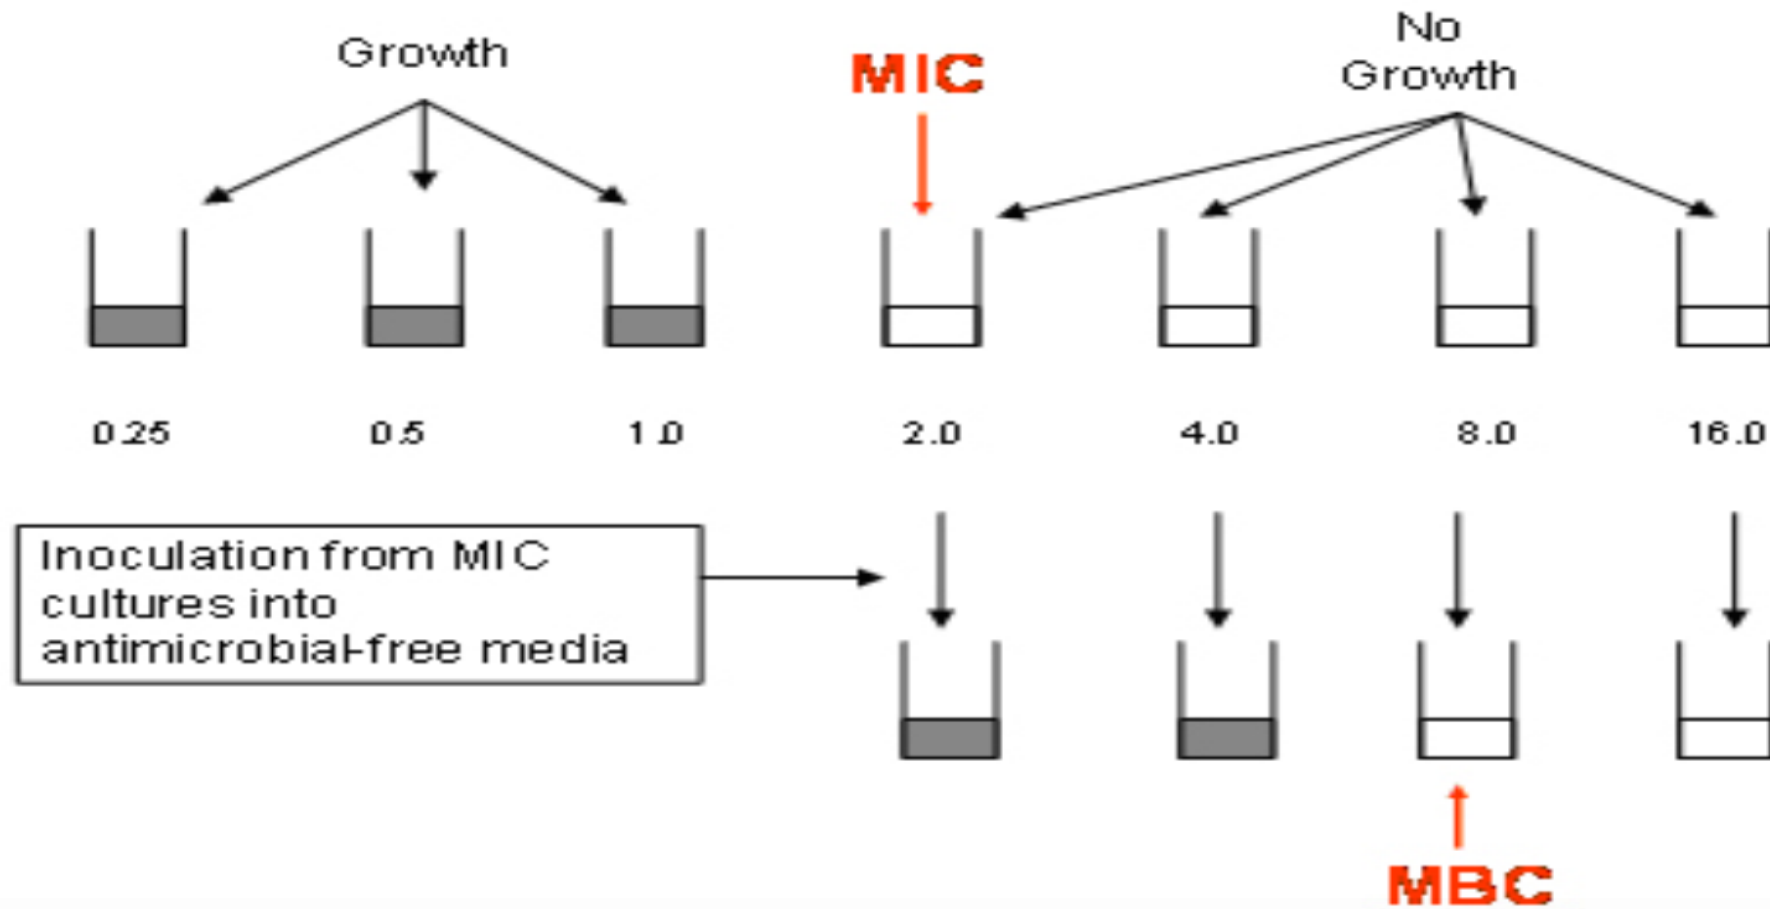 Growth
MIC
No
Growth
0.25 0.5 1.0 2.0 4.0 8.0 16.0
Inoculation from MIC
cultures into
antimicrobial-free media
MBC